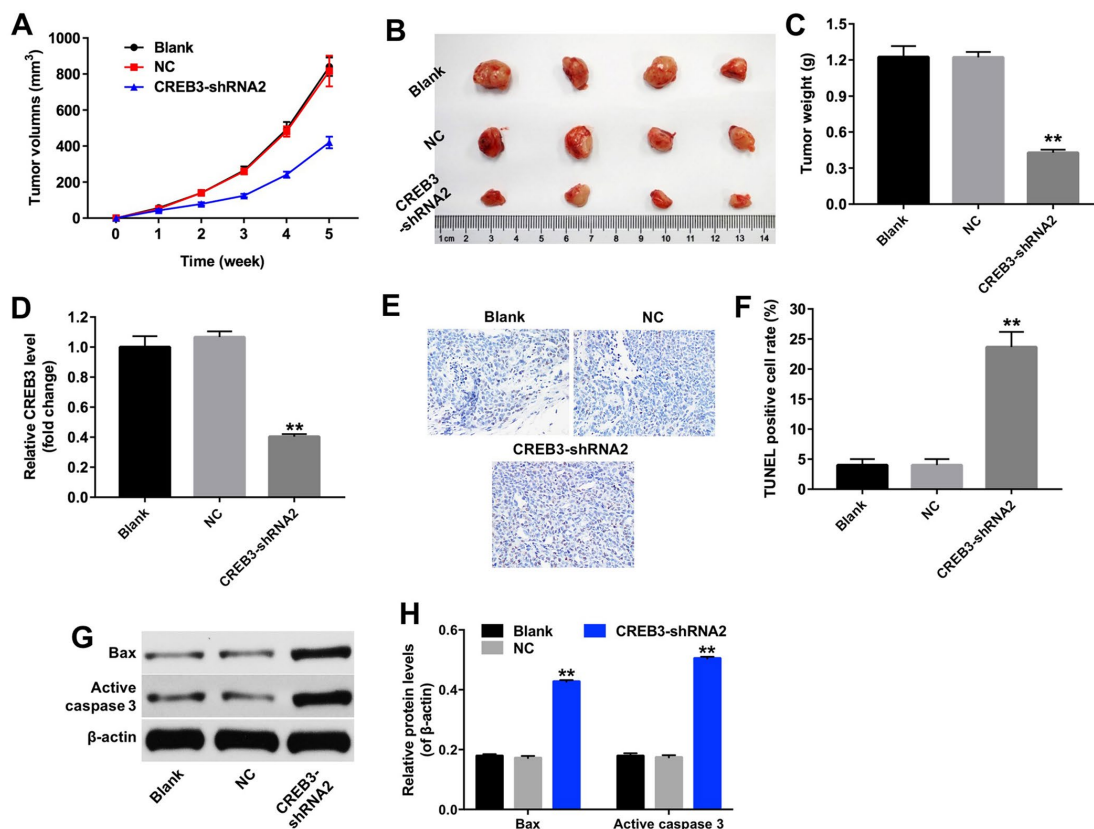 A
Tumor volumns (mm³)
1000
800
600
400
200
0
Blank
NC
CREB3-shRNA2
0 1 2 3 4 5
Time (week)
B
Blank
NC
CREB3
-shRNA2
1cm 2 3 4 5 6 7 8 9 10 11 12 13 14
C
Tumor weight (g)
1.5
1.2
0.9
0.6
0.3
0.0
**
Blank
NC
CREB3-shRNA2
D
Relative CREB3 level
(fold change)
1.2
1.0
0.8
0.6
0.4
0.2
0.0
**
Blank
NC
CREB3-shRNA2
E
Blank
NC
CREB3-shRNA2
F
TUNEL positive cell rate (%)
30
25
20
15
10
5
0
**
Blank
NC
CREB3-shRNA2
G
Bax
Active
caspase 3
β-actin
Blank
NC
CREB3-
shRNA2
H
Relative protein levels
(of β-actin)
0.6
0.4
0.2
0.0
Blank
NC
CREB3-shRNA2
**
**
Bax
Active caspase 3